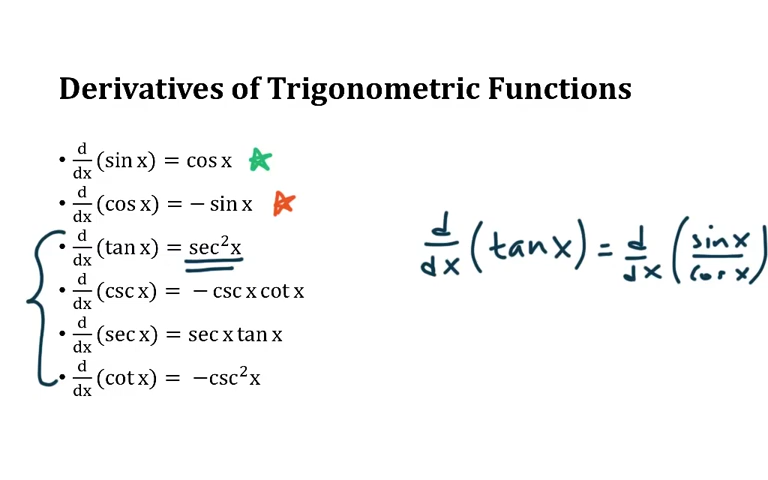 Derivatives of Trigonometric Functions
• d/dx (sin x) = cos x
• d/dx (cos x) = − sin x
• d/dx (tan x) = sec²x
• d/dx (csc x) = − csc x cot x
• d/dx (sec x) = sec x tan x
• d/dx (cot x) = −csc²x
d/dx (tan x) = d/dx (sin x/cos x)